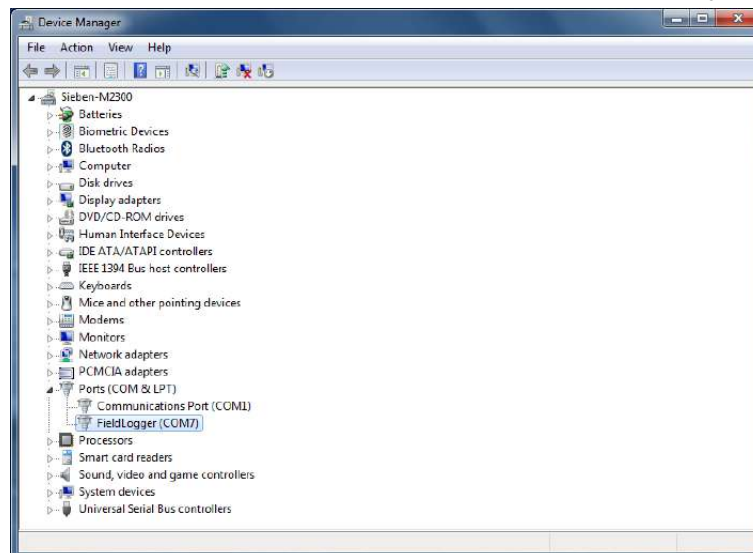 Device Manager
File Action View Help
Sieben-M2300
Batteries
Biometric Devices
Bluetooth Radios
Computer
Disk drives
Display adapters
DVD/CD-ROM drives
Human Interface Devices
IDE ATA/ATAPI controllers
IEEE 1394 Bus host controllers
Keyboards
Mice and other pointing devices
Modems
Monitors
Network adapters
PCMCIA adapters
Ports (COM & LPT)
Communications Port (COM1)
FieldLogger (COM7)
Processors
Smart card readers
Sound, video and game controllers
System devices
Universal Serial Bus controllers